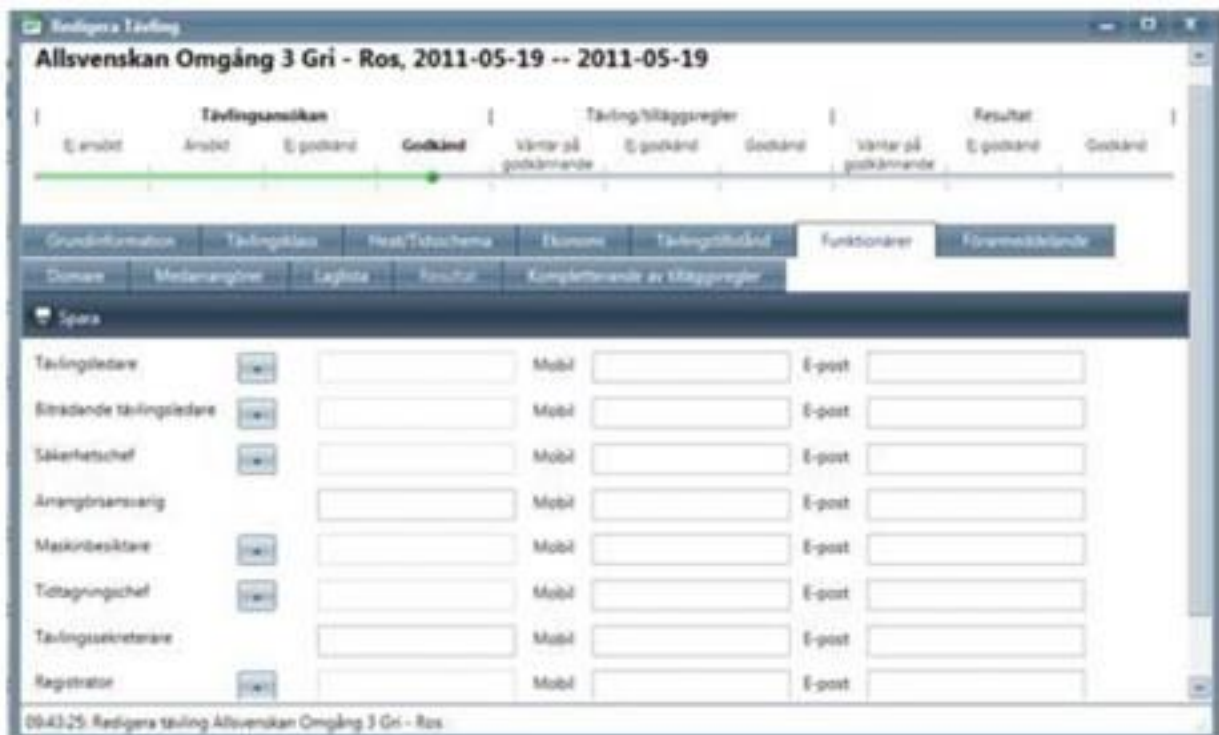 Redigera Tävling
Allsvenskan Omgång 3 Gri - Ros, 2011-05-19 -- 2011-05-19
Tävlingsansökan Tävling/tilläggsregler Resultat
Ej ansökt Ansökt Ej godkänd Godkänd Väntar på godkännande Ej godkänd Godkänd Väntar på godkännande Ej godkänd Godkänd
Grundinformation Tävlingsklass Heat/Tidsschema Ekonomi Tävlingstillstånd Funktionärer Förarmeddelande
Domare Medarrangörer Laglista Resultat Kompletterande av tilläggsregler
Spara
Tävlingsledare Mobil E-post
Biträdande tävlingsledare Mobil E-post
Säkerhetschef Mobil E-post
Arrangörsansvarig Mobil E-post
Maskinbesiktare Mobil E-post
Tidtagningschef Mobil E-post
Tävlingssekreterare Mobil E-post
Registrator Mobil E-post
09:43:25: Redigera tävling Allsvenskan Omgång 3 Gri - Ros